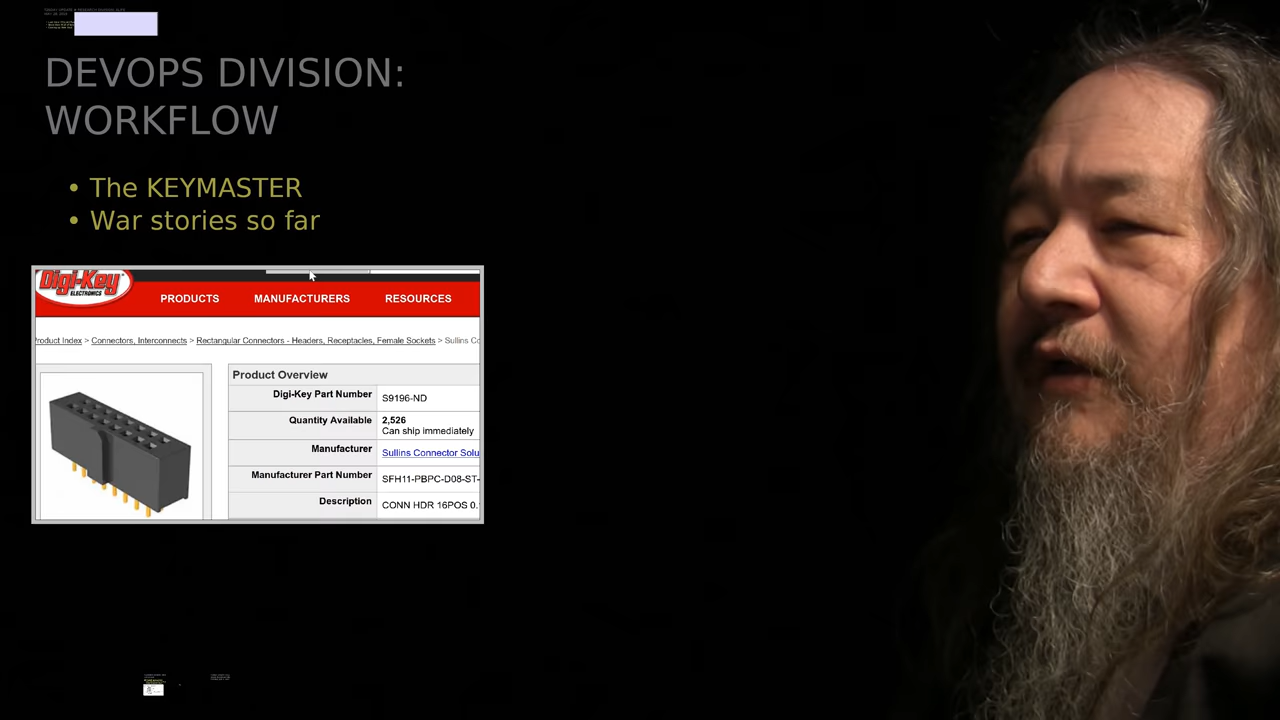 DEVOPS DIVISION:
WORKFLOW
• The KEYMASTER
• War stories so far
Digi-Key
ELECTRONICS
PRODUCTS MANUFACTURERS RESOURCES
Product Index > Connectors, Interconnects > Rectangular Connectors - Headers, Receptacles, Female Sockets > Sullins
Product Overview
Digi-Key Part Number S9196-ND
Quantity Available 2,526
Can ship immediately
Manufacturer Sullins Connector Solu
Manufacturer Part Number SFH11-PBPC-D08-ST-
Description CONN HDR 16POS 0.